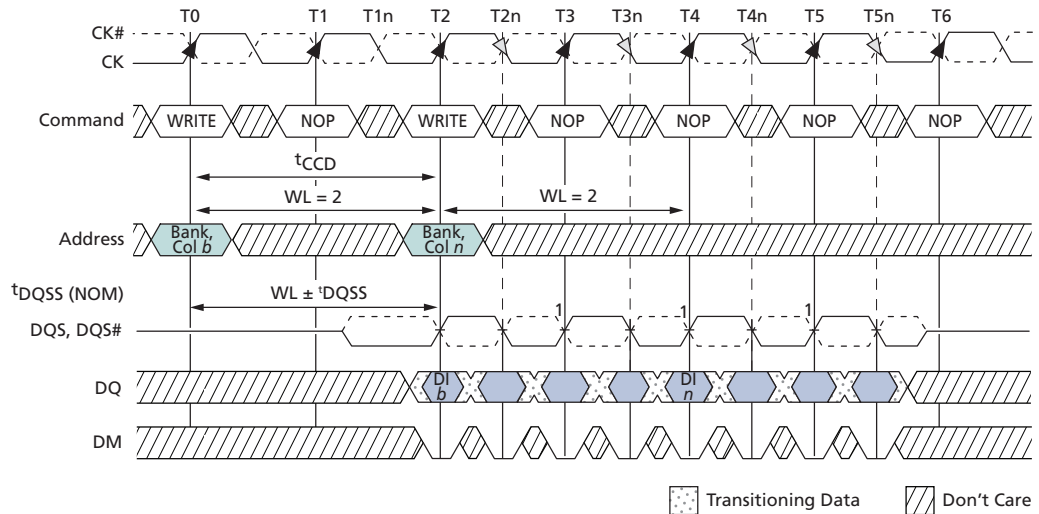 T0 T1 T1n T2 T2n T3 T3n T4 T4n T5 T5n T6
CK#
CK
Command WRITE NOP WRITE NOP NOP NOP NOP
tCCD
WL = 2 WL = 2
Address Bank, Col b Bank, Col n
tDQSS (NOM) WL ± tDQSS
DQS, DQS# 1 1 1
DQ DI b DI n
DM
Transitioning Data Don't Care